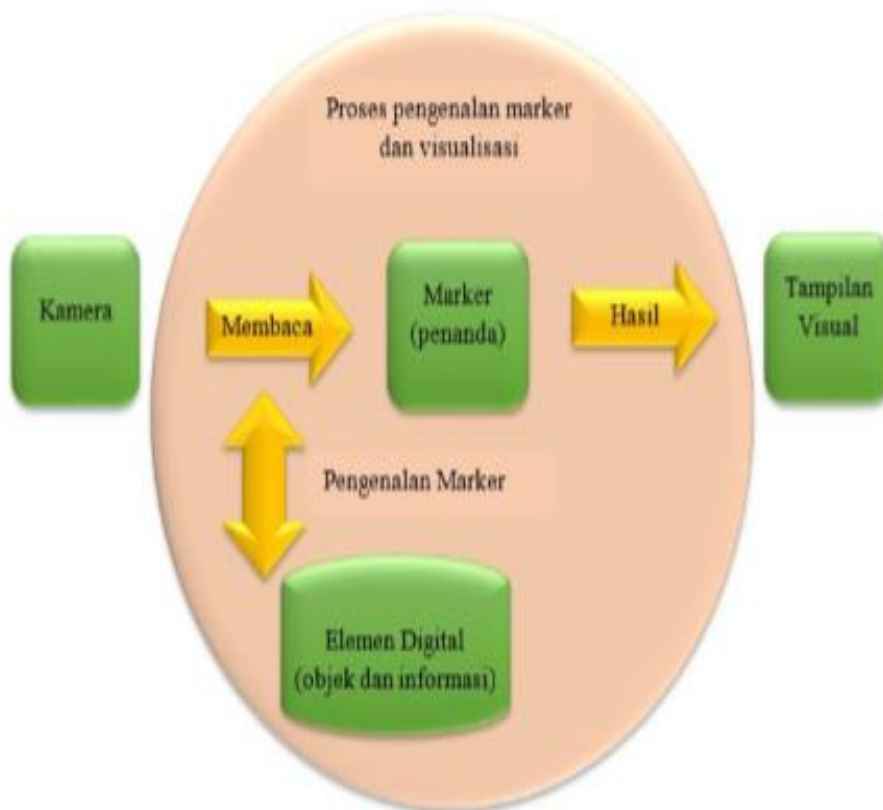 Proses pengenalan marker
dan visualisasi
Kamera
Membaca
Marker
(penanda)
Hasil
Tampilan
Visual
Pengenalan Marker
Elemen Digital
(objek dan informasi)